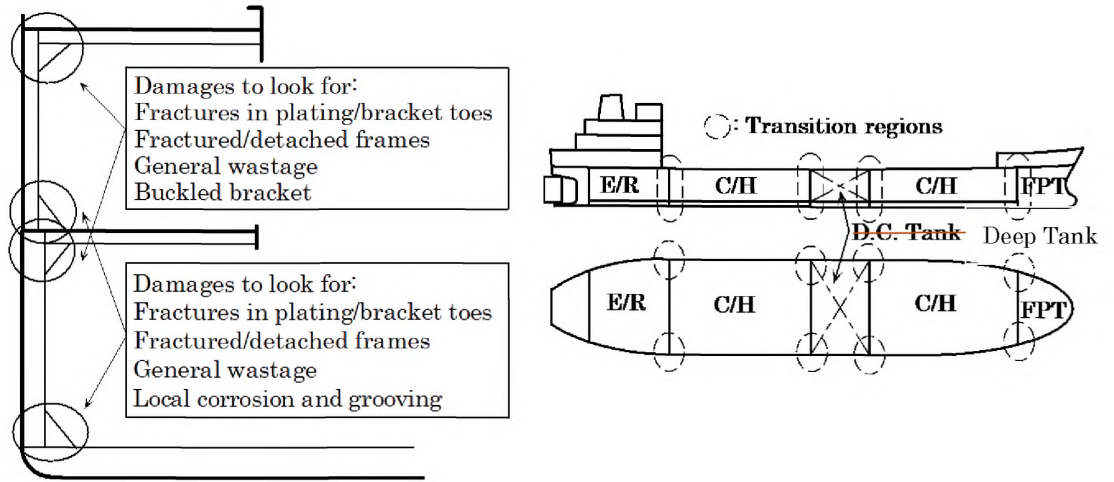 Damages to look for:
Fractures in plating/bracket toes
Fractured/detached frames
General wastage
Buckled bracket
Damages to look for:
Fractures in plating/bracket toes
Fractured/detached frames
General wastage
Local corrosion and grooving
: Transition regions
E/R C/H C/H FPT
D.C. Tank Deep Tank
E/R C/H C/H FPT